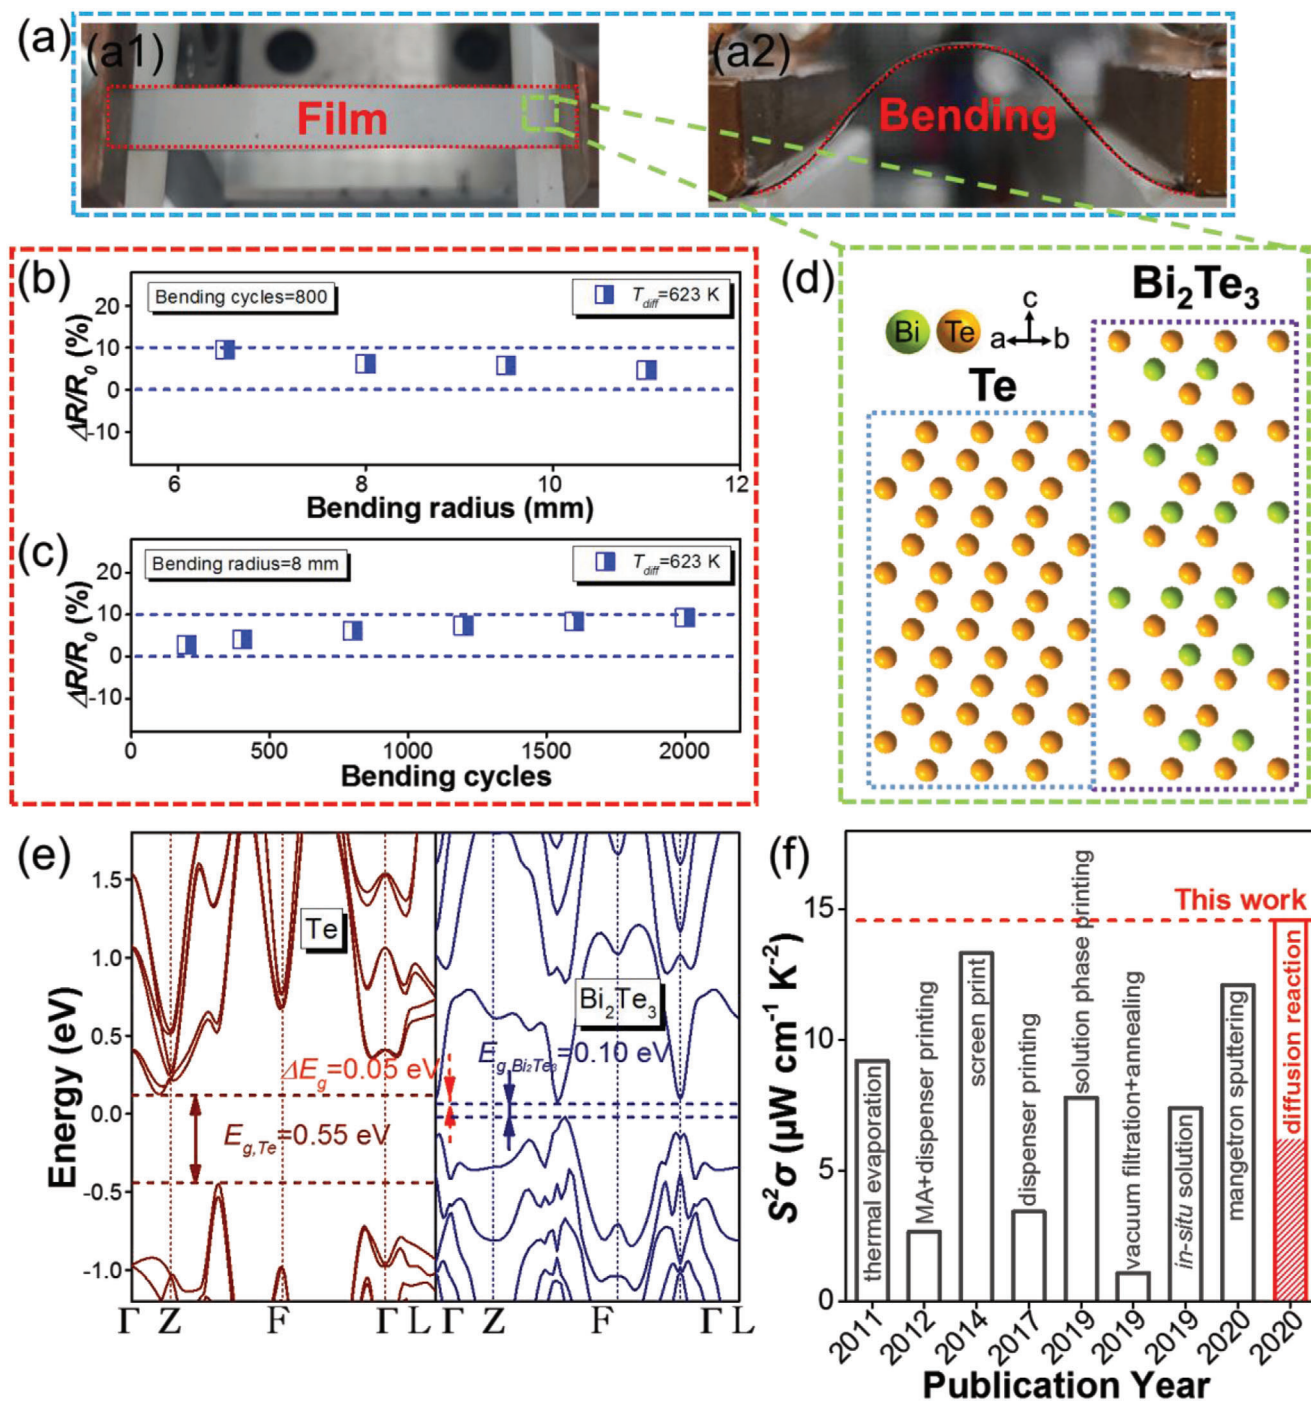 (a)
(a1)
Film
(a2)
Bending
(b)
Bending cycles=800
T_diff=623 K
20
10
0
-10
ΔR/R₀ (%)
6
8
10
12
Bending radius (mm)
(c)
Bending radius=8 mm
T_diff=623 K
20
10
0
-10
ΔR/R₀ (%)
0
500
1000
1500
2000
Bending cycles
(d)
Bi
Te
c
a
b
Te
Bi₂Te₃
(e)
Te
Bi₂Te₃
1.5
1.0
0.5
0.0
-0.5
-1.0
Energy (eV)
ΔE_g=0.05 eV
E_g,Bi₂Te₃=0.10 eV
E_g,Te=0.55 eV
Γ Z F Γ L Γ Z F Γ L
(f)
This work
15
10
5
0
S²σ (μW cm⁻¹ K⁻²)
thermal evaporation
MA+dispenser printing
screen print
dispenser printing
solution phase printing
vacuum filtration+annealing
in-situ solution
mangetron sputtering
diffusion reaction
2011
2012
2014
2017
2019
2019
2019
2020
2020
Publication Year